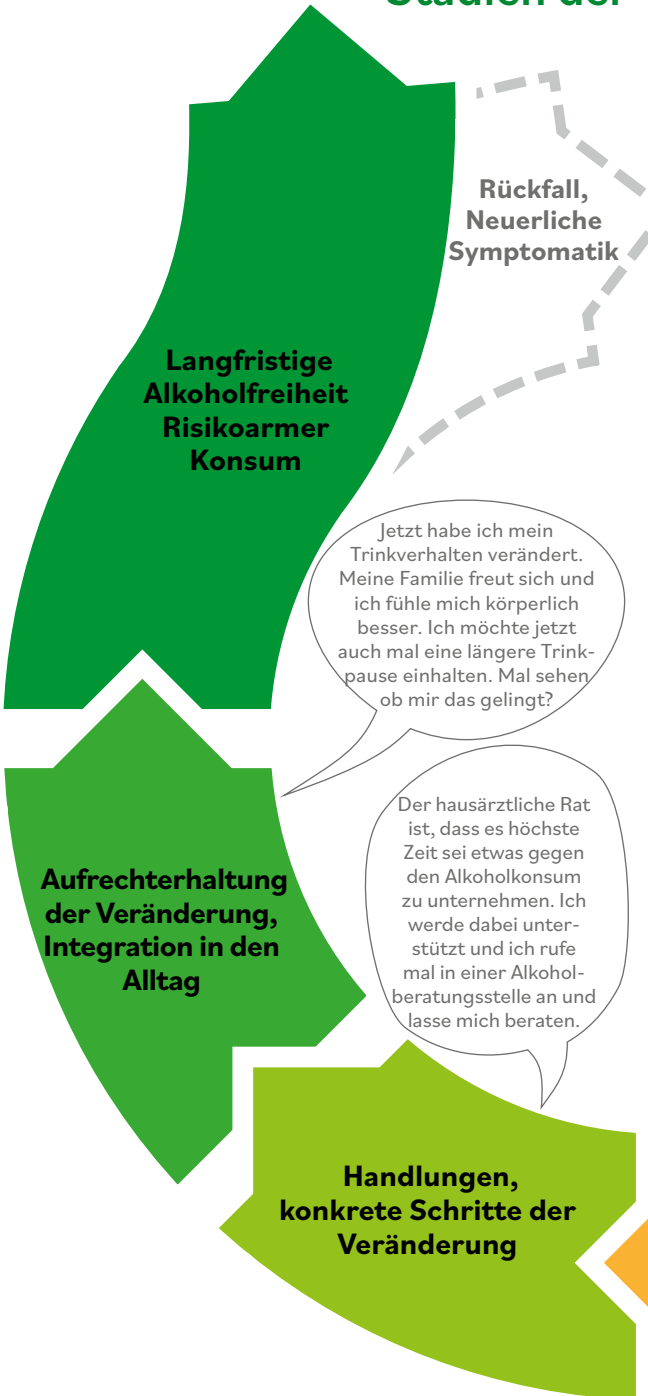 Stadien der
Rückfall,
Neuerliche
Symptomatik
Langfristige
Alkoholfreiheit
Risikoarmer
Konsum
Jetzt habe ich mein
Trinkverhalten verändert.
Meine Familie freut sich und
ich fühle mich körperlich
besser. Ich möchte jetzt
auch mal eine längere Trink-
pause einhalten. Mal sehen
ob mir das gelingt?
Der hausärztliche Rat
ist, dass es höchste
Zeit sei etwas gegen
den Alkoholkonsum
zu unternehmen. Ich
werde dabei unter-
stützt und ich rufe
mal in einer Alkohol-
beratungsstelle an und
lasse mich beraten.
Aufrechterhaltung
der Veränderung,
Integration in den
Alltag
Handlungen,
konkrete Schritte der
Veränderung